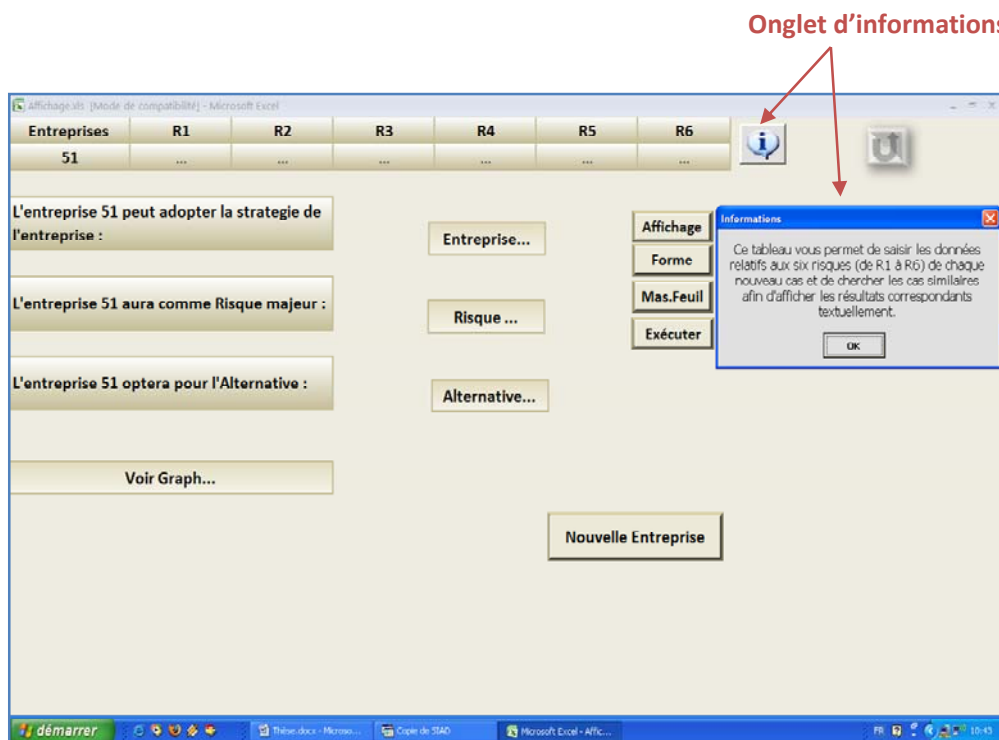 Onglet d'informations
Affichage.xls [Mode de compatibilité] - Microsoft Excel
Entreprises R1 R2 R3 R4 R5 R6
51 ... ... ... ... ... ...
L'entreprise 51 peut adopter la strategie de
l'entreprise :
Entreprise...
L'entreprise 51 aura comme Risque majeur :
Risque ...
L'entreprise 51 optera pour l'Alternative :
Alternative...
Voir Graph...
Affichage
Forme
Mas.Feuil
Exécuter
Informations
Ce tableau vous permet de saisir les données
relatifs aux six risques (de R1 à R6) de chaque
nouveau cas et de chercher les cas similaires
afin d'afficher les résultats correspondants
textuellement.
OK
Nouvelle Entreprise
démarrer
Thèse.docx - Microso...
Copie de SIAD
Microsoft Excel - Affic...
FR
10:43